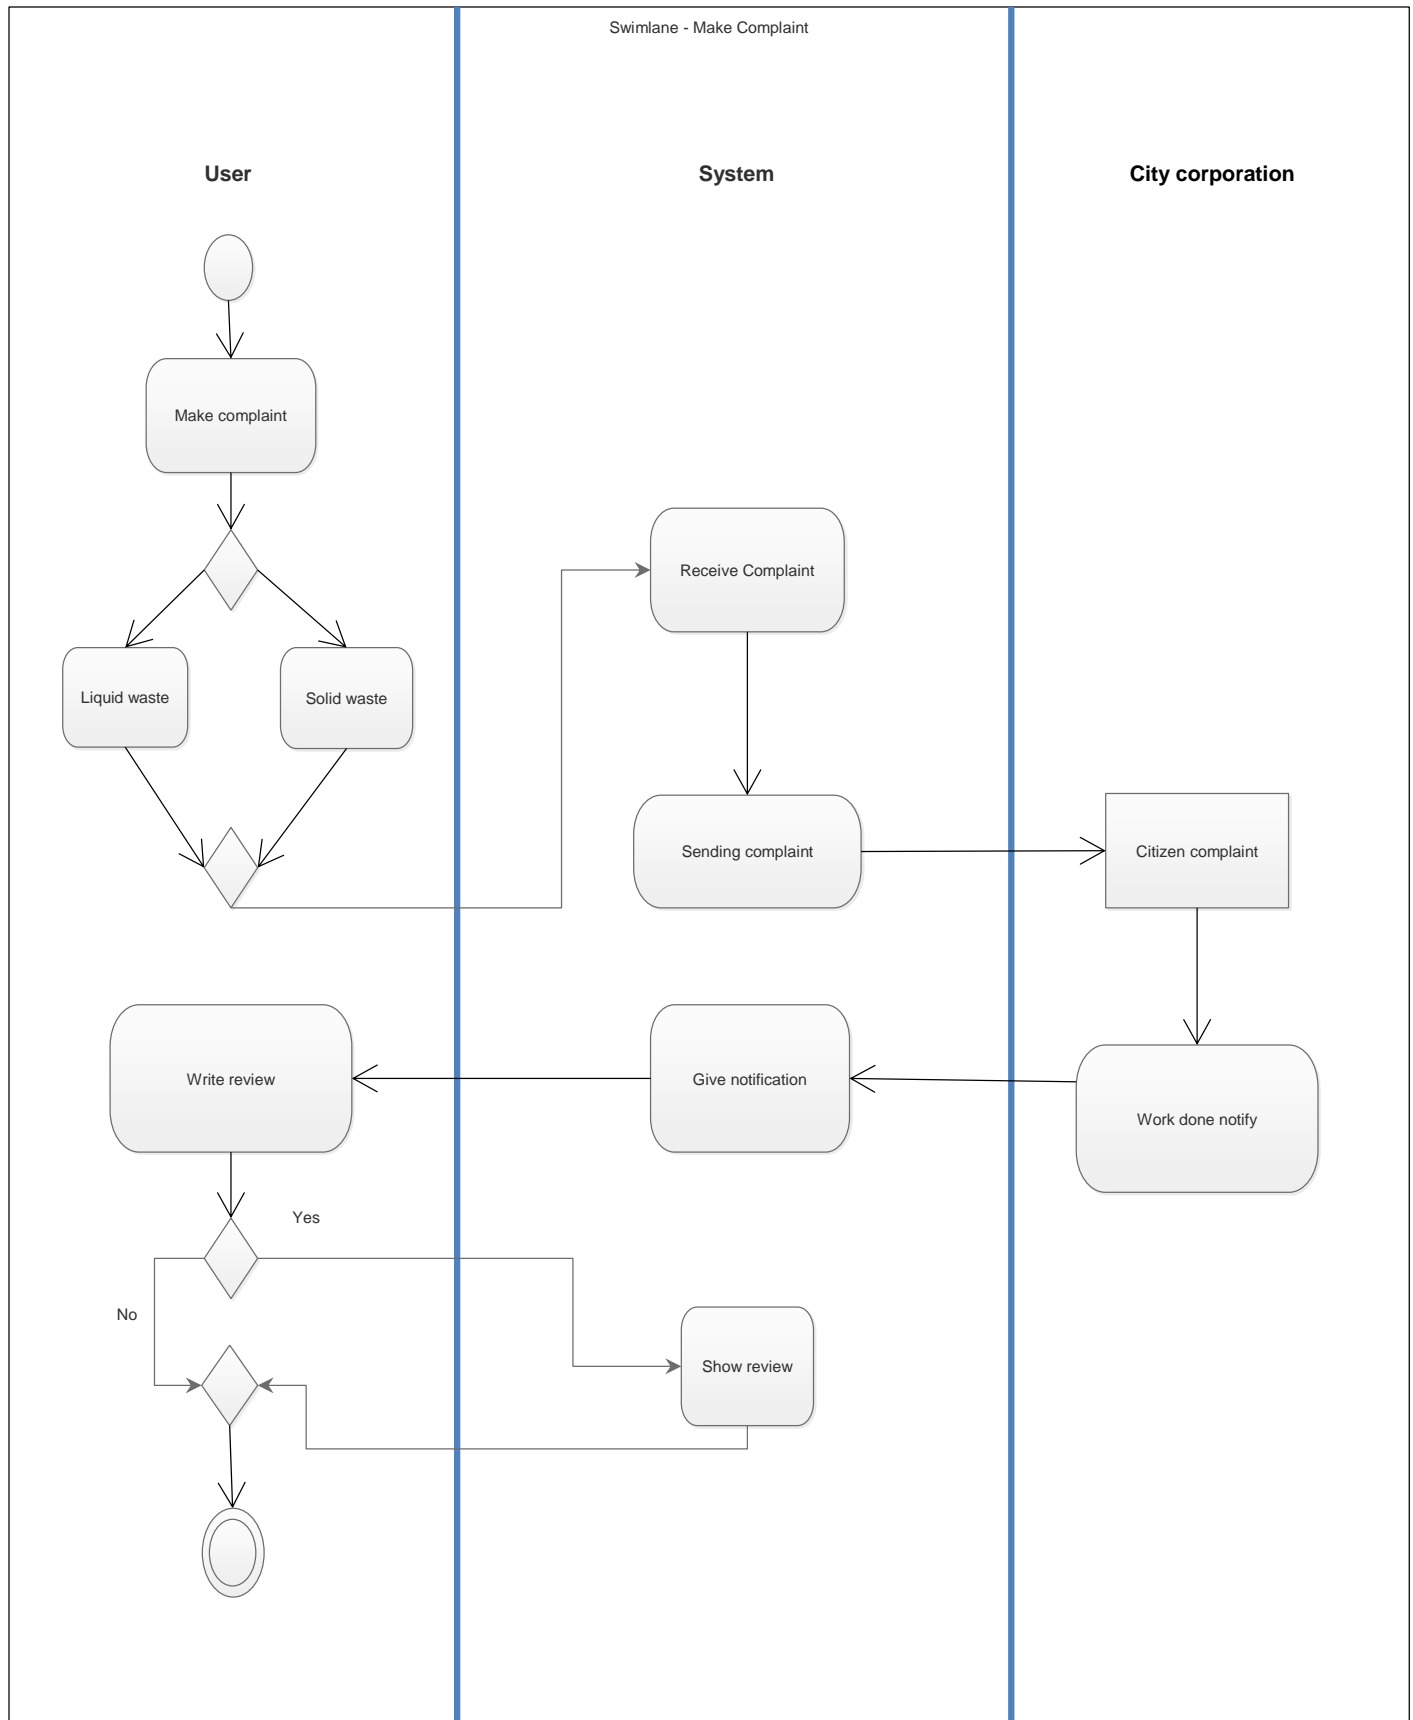 Swimlane - Make Complaint
User
System
City corporation
Make complaint
Receive Complaint
Liquid waste
Solid waste
Sending complaint
Citizen complaint
Write review
Give notification
Work done notify
Yes
No
Show review